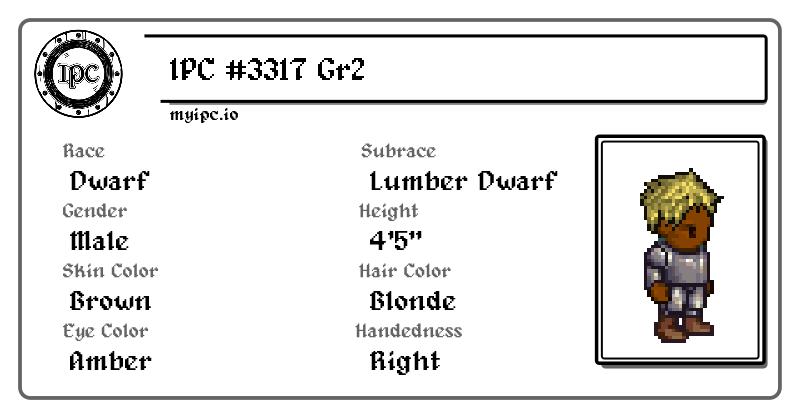 IPC
IPC #3317 Gr2
myipc.io
Race
Dwarf
Subrace
Lumber Dwarf
Gender
Male
Height
4'5"
Skin Color
Brown
Hair Color
Blonde
Eye Color
Amber
Handedness
Right